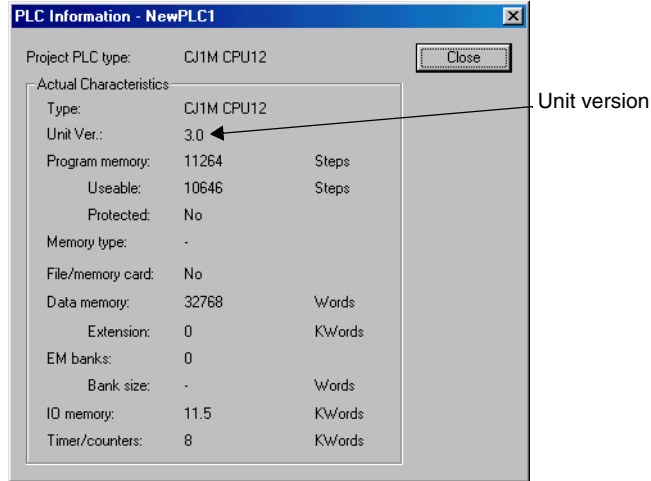 PLC Information - NewPLC1
Project PLC type: CJ1M CPU12 Close
Actual Characteristics
Type: CJ1M CPU12
Unit version
Unit Ver.: 3.0
Program memory: 11264 Steps
Useable: 10646 Steps
Protected: No
Memory type: -
File/memory card: No
Data memory: 32768 Words
Extension: 0 KWords
EM banks: 0
Bank size: - Words
IO memory: 11.5 KWords
Timer/counters: 8 KWords